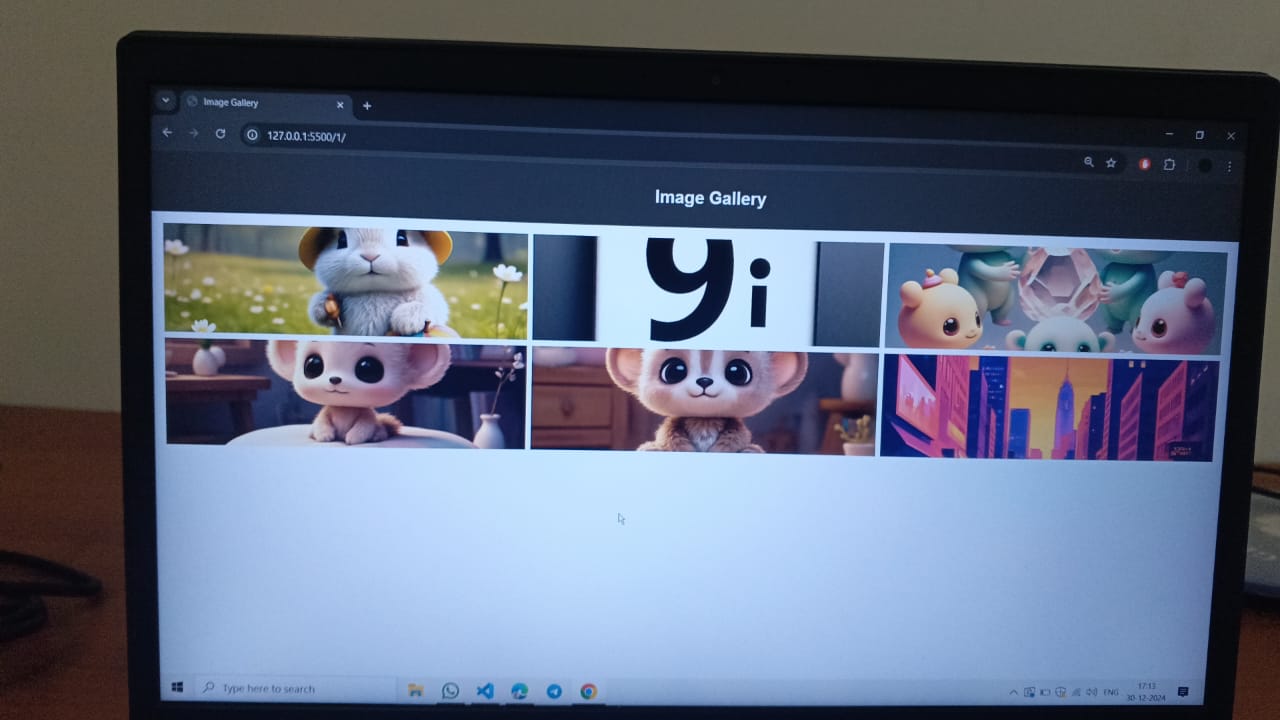 Image Gallery
127.0.0.1:5500/1/
Image Gallery
9i
Type here to search
ENG
17:13
30-12-2024